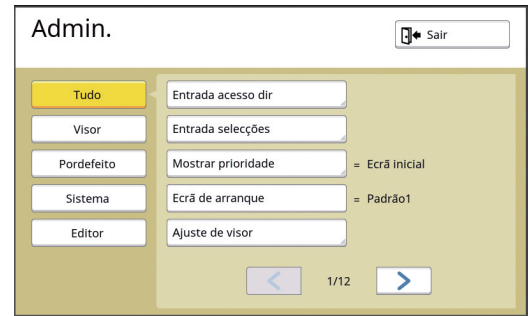 Admin.
Sair
Tudo
Entrada acesso dir
Visor
Entrada selecções
Pordefeito
Mostrar prioridade = Ecrã inicial
Sistema
Ecrã de arranque = Padrão1
Editor
Ajuste de visor
1/12